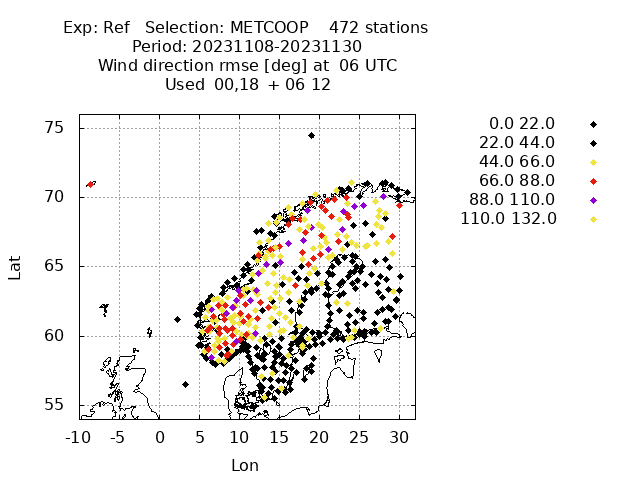 Exp: Ref   Selection: METCOOP    472 stations
Period: 20231108-20231130
Wind direction rmse [deg] at  06 UTC
Used  00,18  + 06 12
75
70
65
60
55
-10 -5 0 5 10 15 20 25 30
Lat
Lon
0.0 22.0
22.0 44.0
44.0 66.0
66.0 88.0
88.0 110.0
110.0 132.0